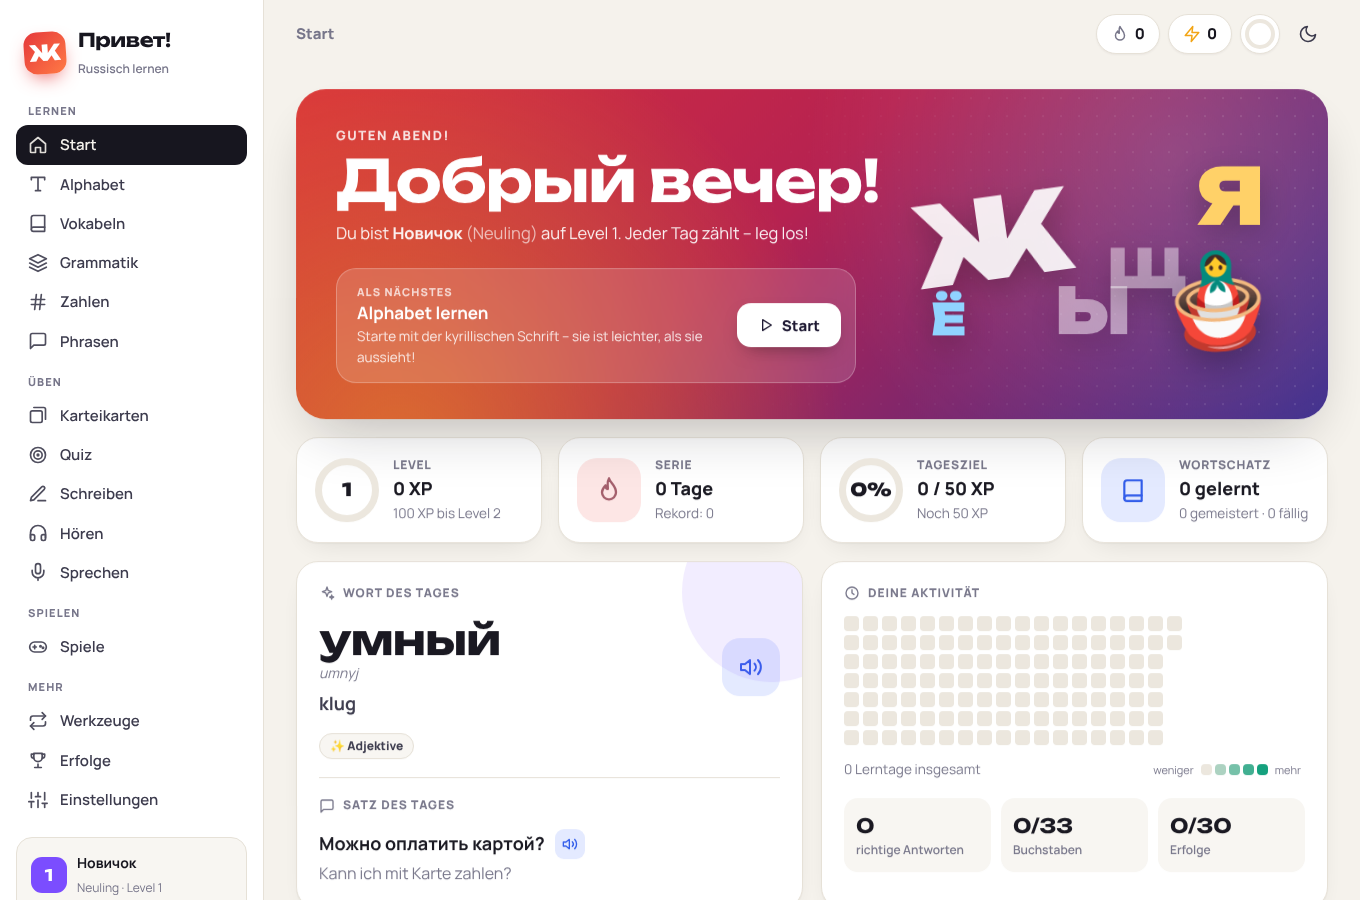 Ж
Привет!
Russisch lernen
LERNEN
Start
Alphabet
Vokabeln
Grammatik
Zahlen
Phrasen
ÜBEN
Karteikarten
Quiz
Schreiben
Hören
Sprechen
SPIELEN
Spiele
MEHR
Werkzeuge
Erfolge
Einstellungen
1
Новичок
Neuling · Level 1
Start
0
0
GUTEN ABEND!
Добрый вечер!
Du bist Новичок (Neuling) auf Level 1. Jeder Tag zählt – leg los!
ALS NÄCHSTES
Alphabet lernen
Starte mit der kyrillischen Schrift – sie ist leichter, als sie
aussieht!
Start
Ж
Я
Щ
Ы
Ё
1
LEVEL
0 XP
100 XP bis Level 2
SERIE
0 Tage
Rekord: 0
0%
TAGESZIEL
0 / 50 XP
Noch 50 XP
WORTSCHATZ
0 gelernt
0 gemeistert · 0 fällig
WORT DES TAGES
умный
umnyj
klug
✨ Adjektive
SATZ DES TAGES
Можно оплатить картой?
Kann ich mit Karte zahlen?
DEINE AKTIVITÄT
0 Lerntage insgesamt
weniger
mehr
0
richtige Antworten
0/33
Buchstaben
0/30
Erfolge